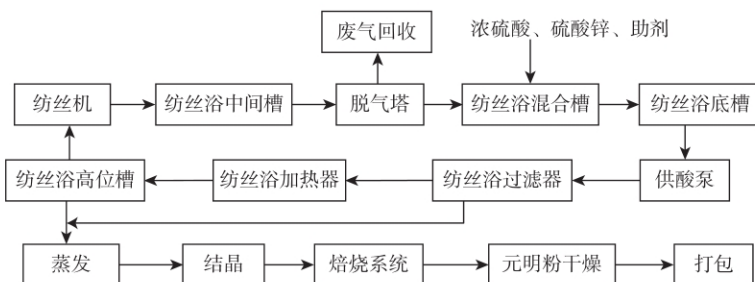 废气回收
浓硫酸、硫酸锌、助剂
纺丝机
纺丝浴中间槽
脱气塔
纺丝浴混合槽
纺丝浴底槽
纺丝浴高位槽
纺丝浴加热器
纺丝浴过滤器
供酸泵
蒸发
结晶
焙烧系统
元明粉干燥
打包